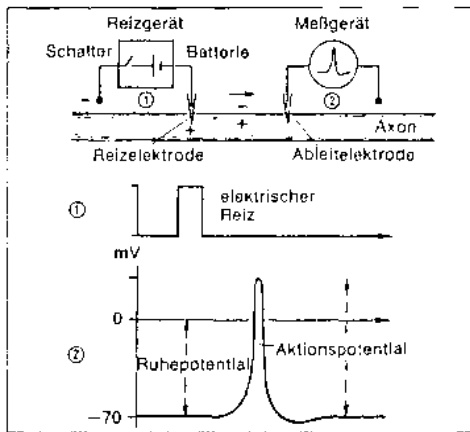 Reizgerät Meßgerät
Schalter Batterie
① ②
Axon
Reizelektrode Ableitelektrode
① elektrischer
Reiz
mV
0
② Ruhepotential Aktionspotential
−70